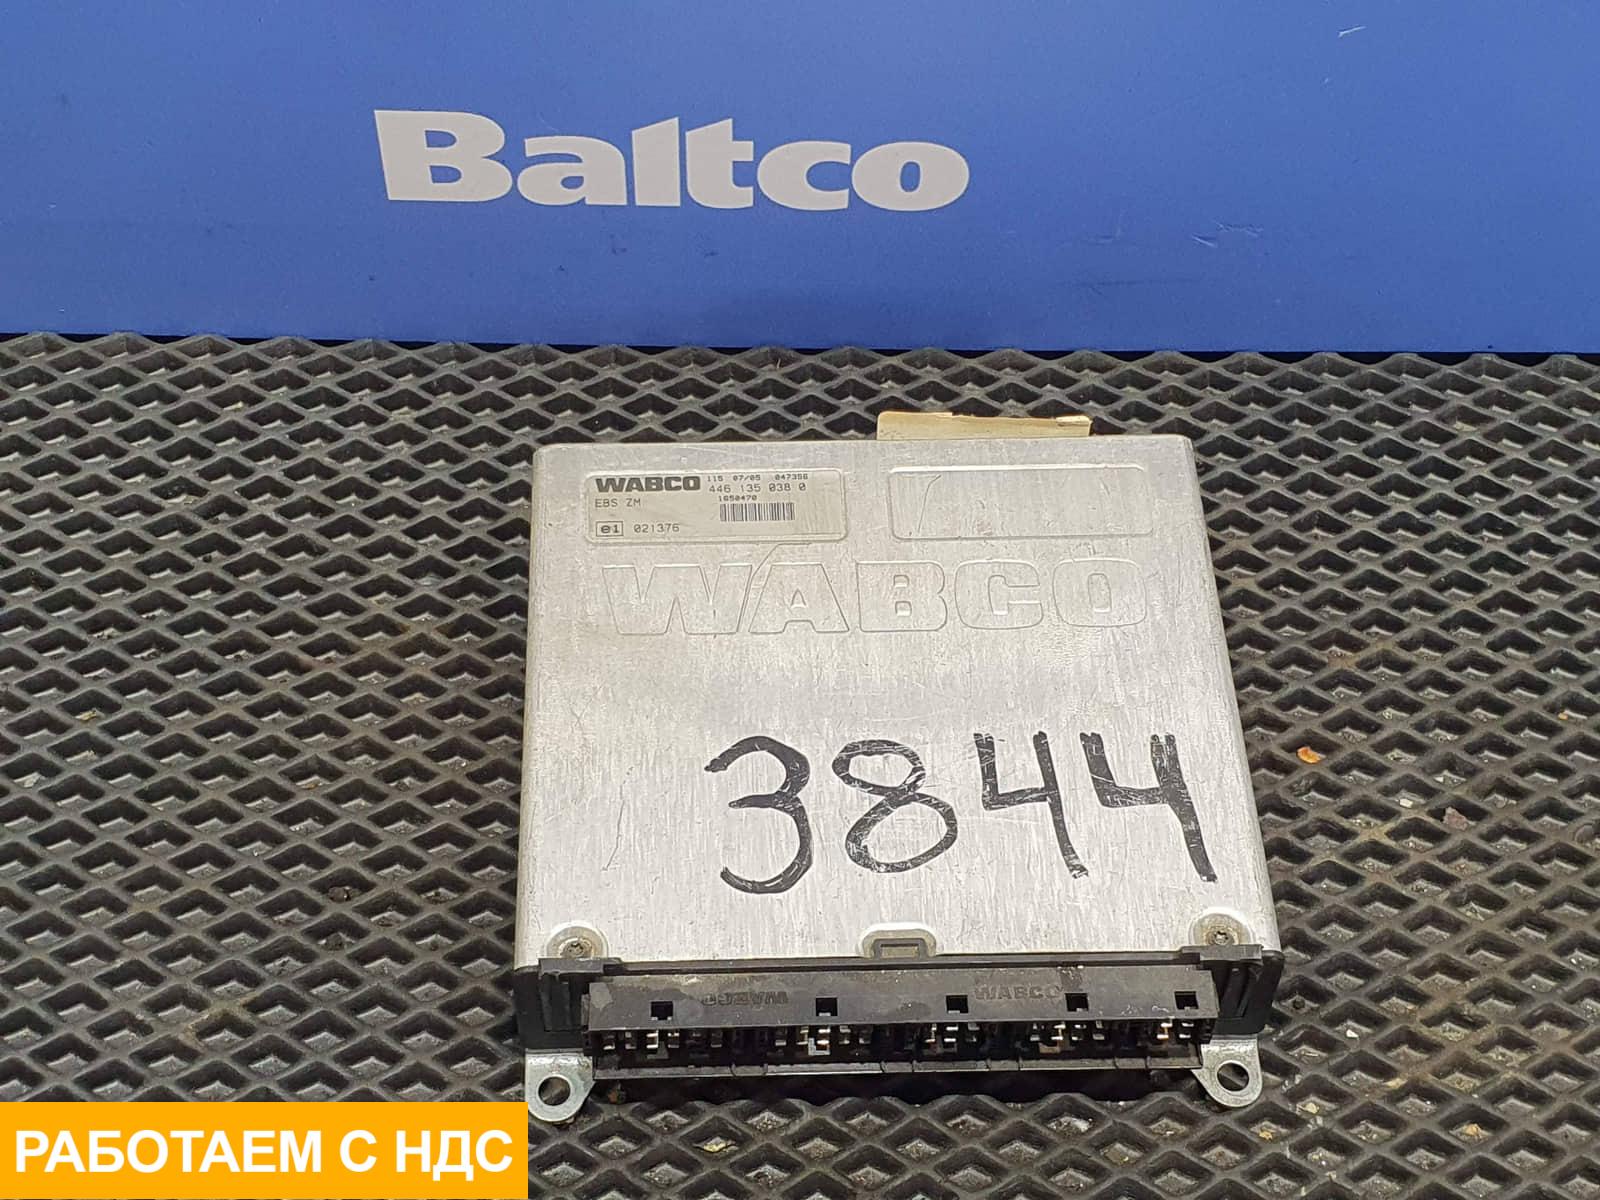 Baltco
WABCO 115 07/05 047356
446 135 038 0
EBS ZM 1650470
e1 021376
WABCO
3844
WABCO WABCO
РАБОТАЕМ С НДС